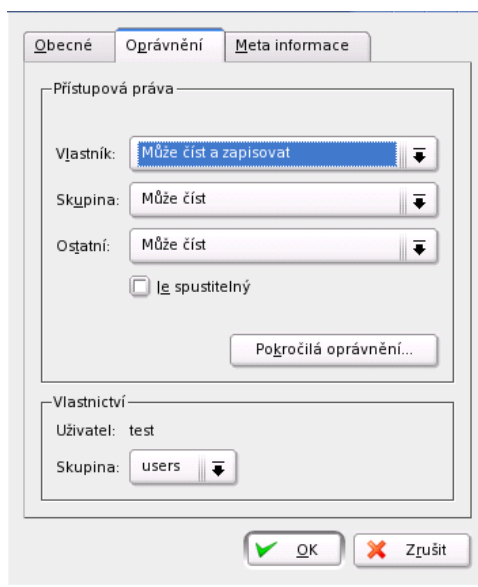 Obecné Oprávnění Meta informace
Přístupová práva
Vlastník: Může číst a zapisovat
Skupina: Může číst
Ostatní: Může číst
Je spustitelný
Pokročilá oprávnění...
Vlastnictví
Uživatel: test
Skupina: users
OK Zrušit